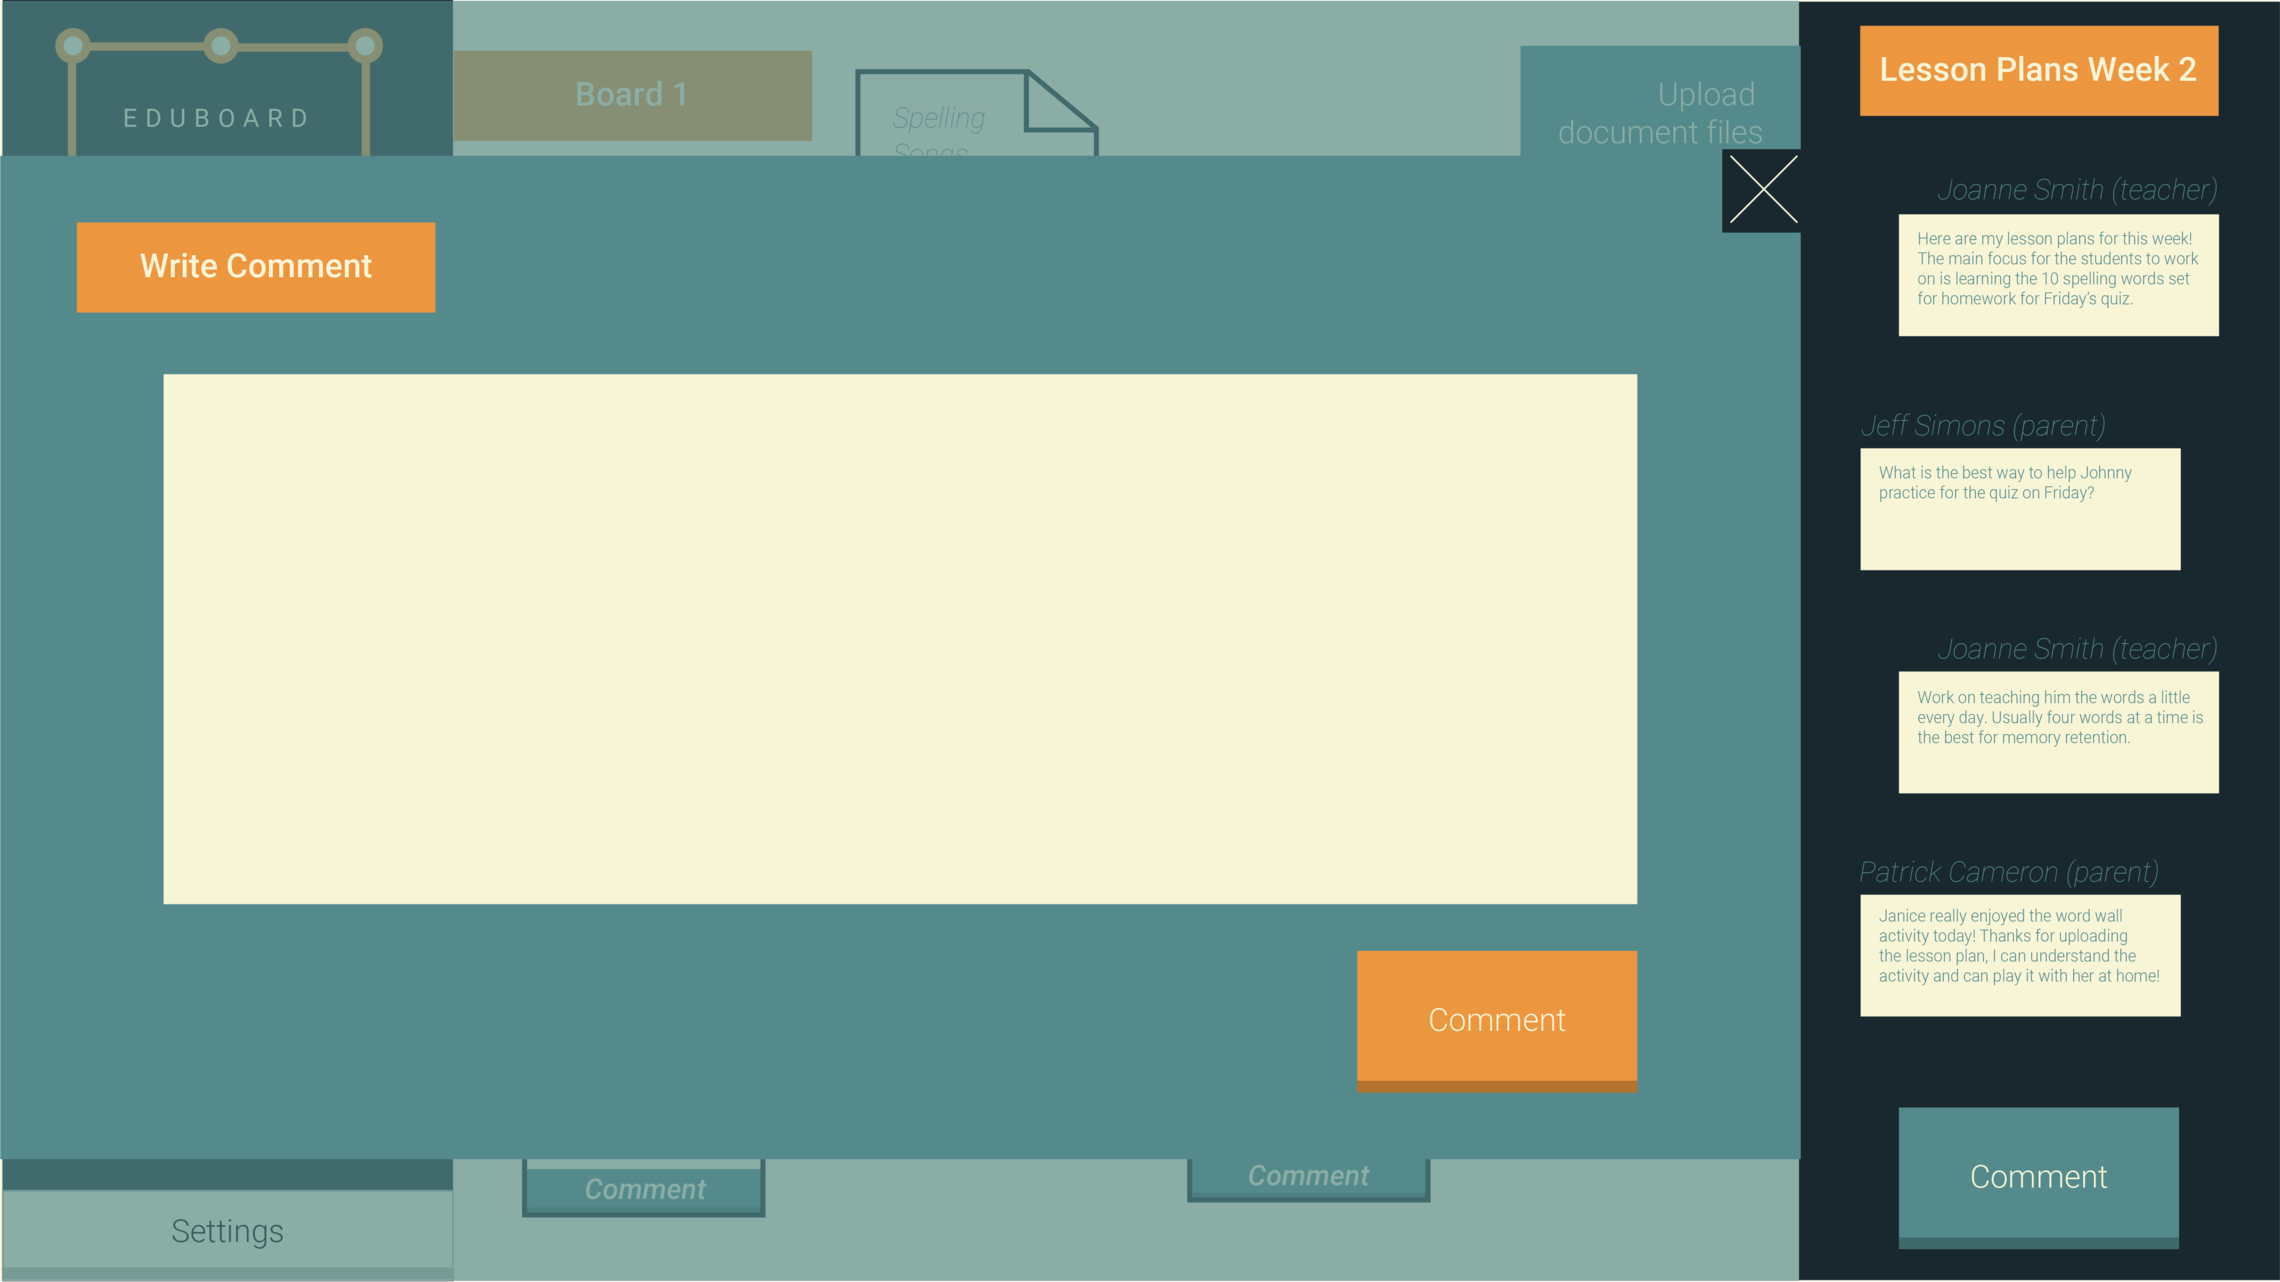 EDUBOARD
Board 1
Spelling
Songs
Upload
document files
Write Comment
Comment
Comment
Comment
Settings
Lesson Plans Week 2
Joanne Smith (teacher)
Here are my lesson plans for this week!
The main focus for the students to work
on is learning the 10 spelling words set
for homework for Friday's quiz.
Jeff Simons (parent)
What is the best way to help Johnny
practice for the quiz on Friday?
Joanne Smith (teacher)
Work on teaching him the words a little
every day. Usually four words at a time is
the best for memory retention.
Patrick Cameron (parent)
Janice really enjoyed the word wall
activity today! Thanks for uploading
the lesson plan, I can understand the
activity and can play it with her at home!
Comment